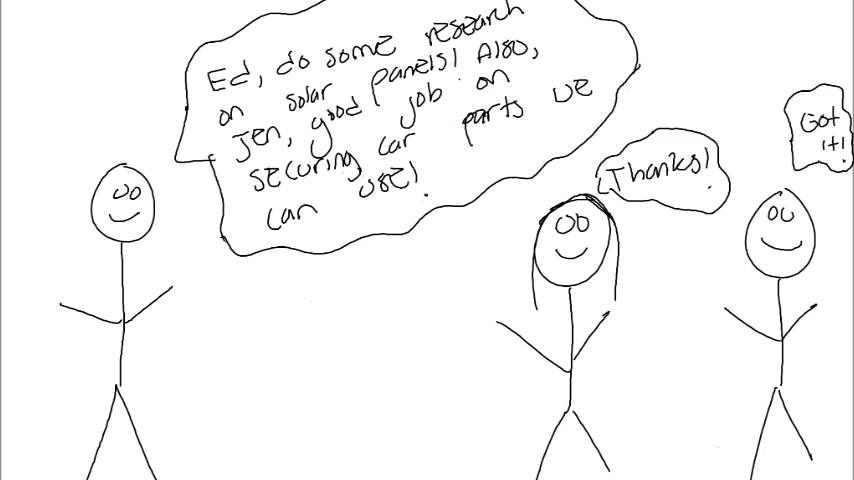 Ed, do some research
on solar panels! Also,
Jen, good job on
securing car parts we
can use!
Thanks!
Got
it!